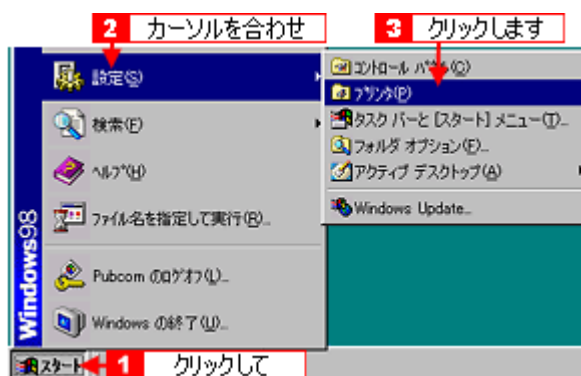 2 カーソルを合わせ
3 クリックします
設定(S)
検索(F)
ヘルプ(H)
ファイル名を指定して実行(R)...
Pubcom のログオフ(L)...
Windows の終了(U)...
Windows98
コントロール パネル(C)
プリンタ(P)
タスク バーと [スタート] メニュー(T)...
フォルダ オプション(F)...
アクティブ デスクトップ(A)
Windows Update...
スタート
1 クリックして